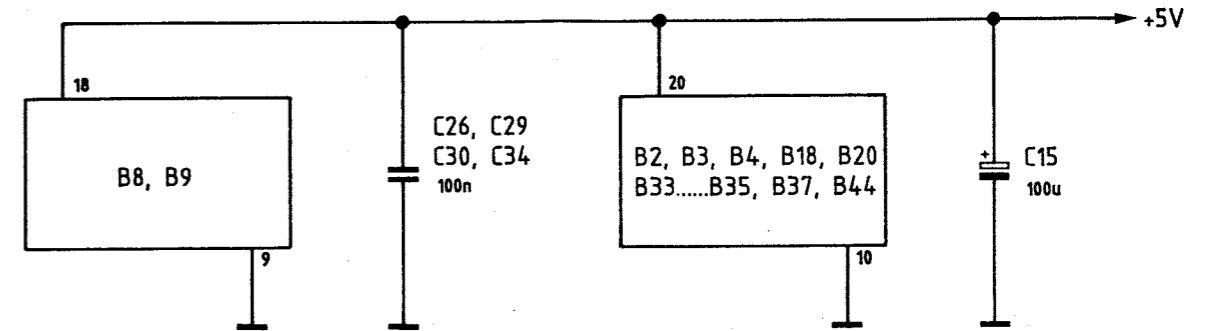 +5V
18
20
C26, C29
C30, C34
100n
B8, B9
B2, B3, B4, B18, B20
B33......B35, B37, B44
+
C15
100u
9
10